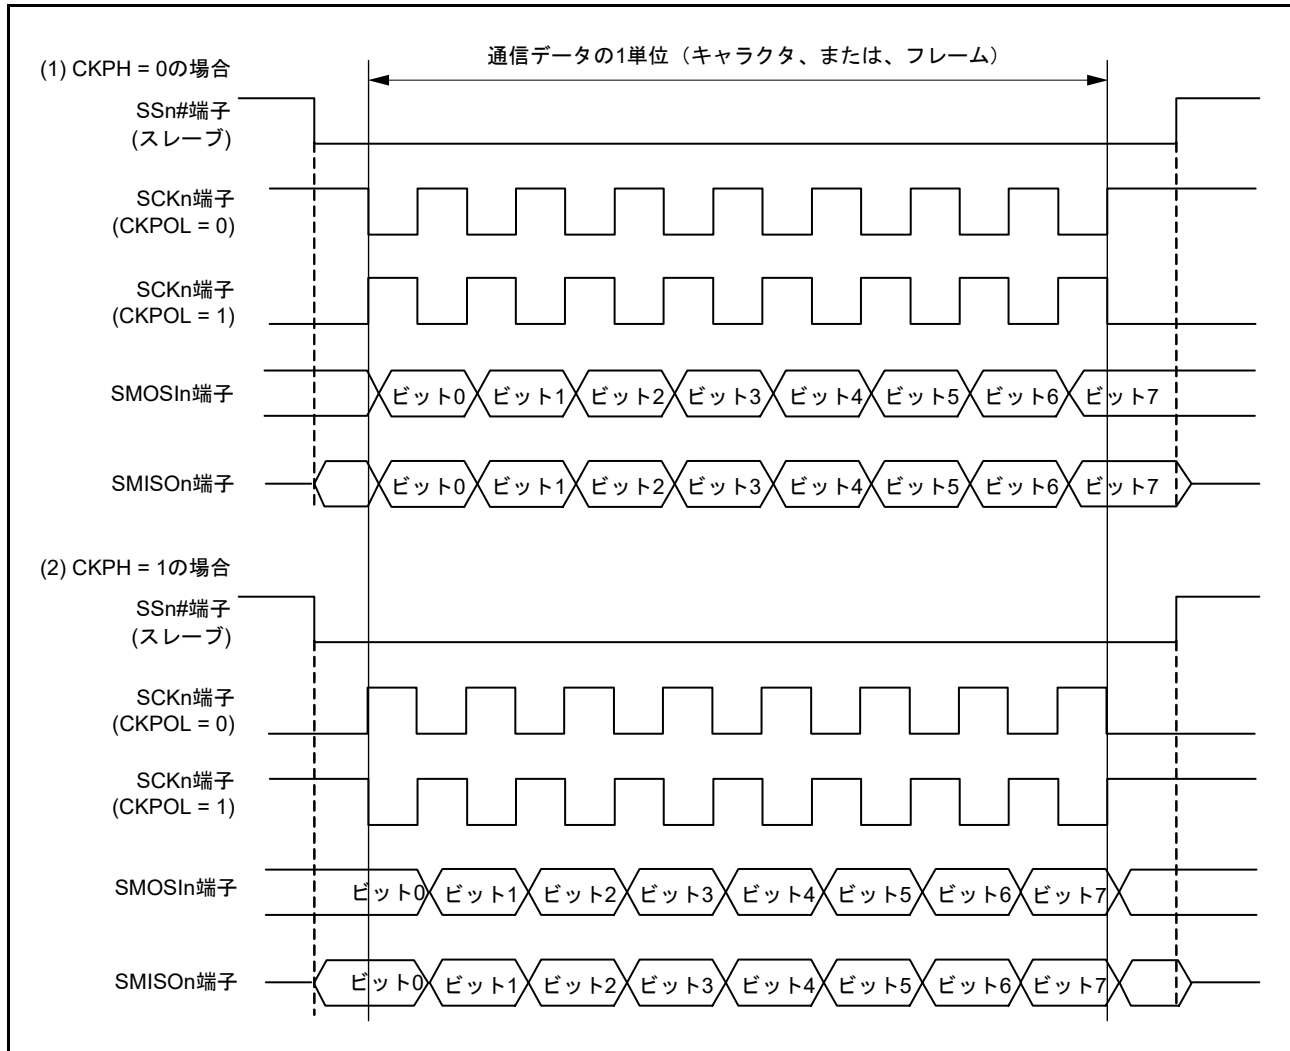 通信データの1単位（キャラクタ、または、フレーム）
(1) CKPH = 0の場合
SSn#端子
(スレーブ)
SCKn端子
(CKPOL = 0)
SCKn端子
(CKPOL = 1)
SMOSIn端子 ビット0 ビット1 ビット2 ビット3 ビット4 ビット5 ビット6 ビット7
SMISOn端子 ビット0 ビット1 ビット2 ビット3 ビット4 ビット5 ビット6 ビット7
(2) CKPH = 1の場合
SSn#端子
(スレーブ)
SCKn端子
(CKPOL = 0)
SCKn端子
(CKPOL = 1)
SMOSIn端子 ビット0 ビット1 ビット2 ビット3 ビット4 ビット5 ビット6 ビット7
SMISOn端子 ビット0 ビット1 ビット2 ビット3 ビット4 ビット5 ビット6 ビット7